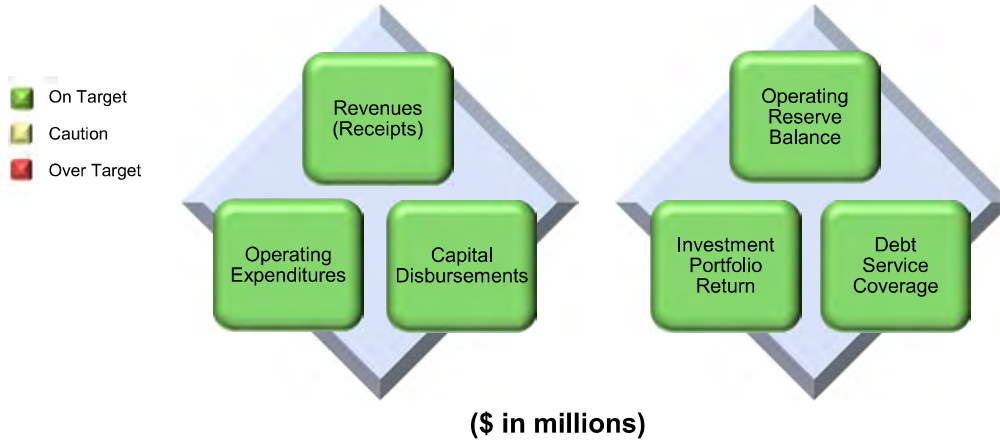 On Target
Caution
Over Target
Revenues
(Receipts)
Operating
Expenditures
Capital
Disbursements
Operating
Reserve
Balance
Investment
Portfolio
Return
Debt
Service
Coverage
($ in millions)